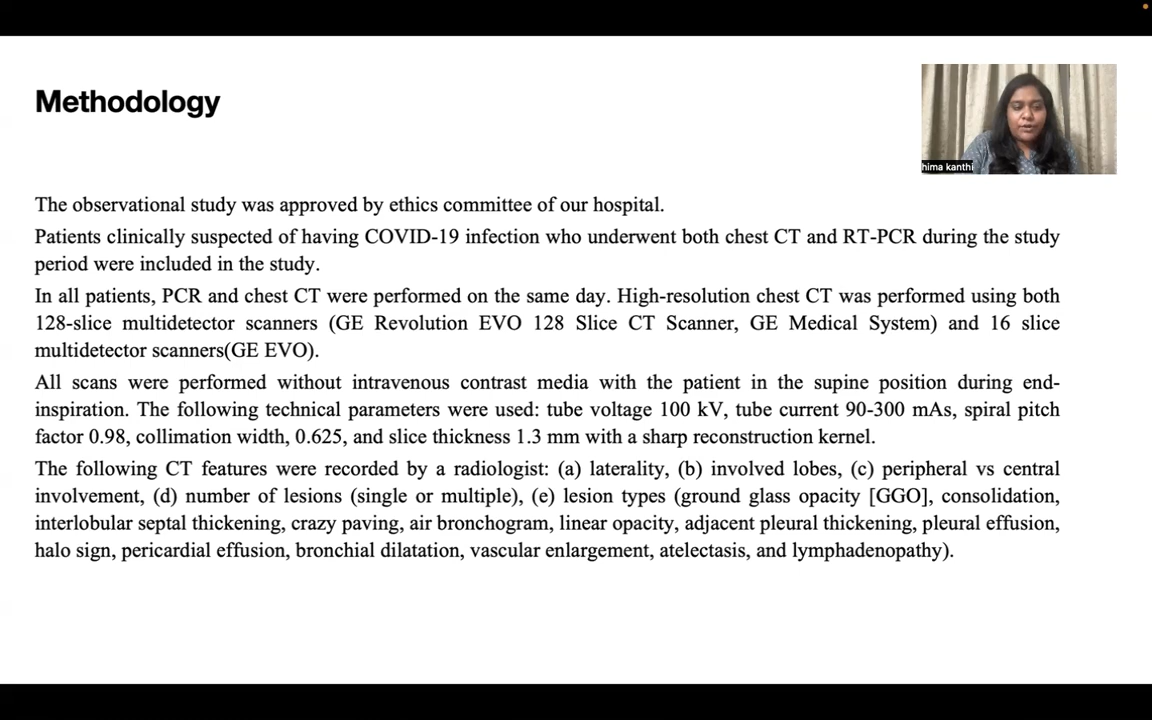 Methodology
hima kanthi
The observational study was approved by ethics committee of our hospital.
Patients clinically suspected of having COVID-19 infection who underwent both chest CT and RT-PCR during the study
period were included in the study.
In all patients, PCR and chest CT were performed on the same day. High-resolution chest CT was performed using both
128-slice multidetector scanners (GE Revolution EVO 128 Slice CT Scanner, GE Medical System) and 16 slice
multidetector scanners(GE EVO).
All scans were performed without intravenous contrast media with the patient in the supine position during end-
inspiration. The following technical parameters were used: tube voltage 100 kV, tube current 90-300 mAs, spiral pitch
factor 0.98, collimation width, 0.625, and slice thickness 1.3 mm with a sharp reconstruction kernel.
The following CT features were recorded by a radiologist: (a) laterality, (b) involved lobes, (c) peripheral vs central
involvement, (d) number of lesions (single or multiple), (e) lesion types (ground glass opacity [GGO], consolidation,
interlobular septal thickening, crazy paving, air bronchogram, linear opacity, adjacent pleural thickening, pleural effusion,
halo sign, pericardial effusion, bronchial dilatation, vascular enlargement, atelectasis, and lymphadenopathy).